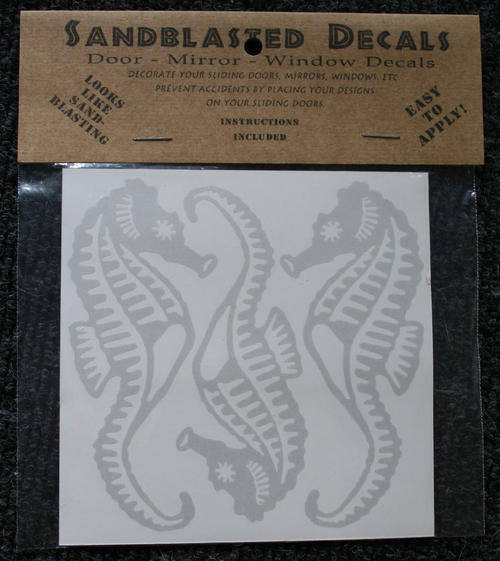 SANDBLASTED DECALS
DOOR - MIRROR - WINDOW DECALS
DECORATE YOUR SLIDING DOORS, MIRRORS, WINDOWS, ETC
PREVENT ACCIDENTS BY PLACING YOUR DESIGNS
ON YOUR SLIDING DOORS.
LOOKS
LIKE
SAND-
BLASTING
INSTRUCTIONS
INCLUDED
EASY
TO
APPLY!